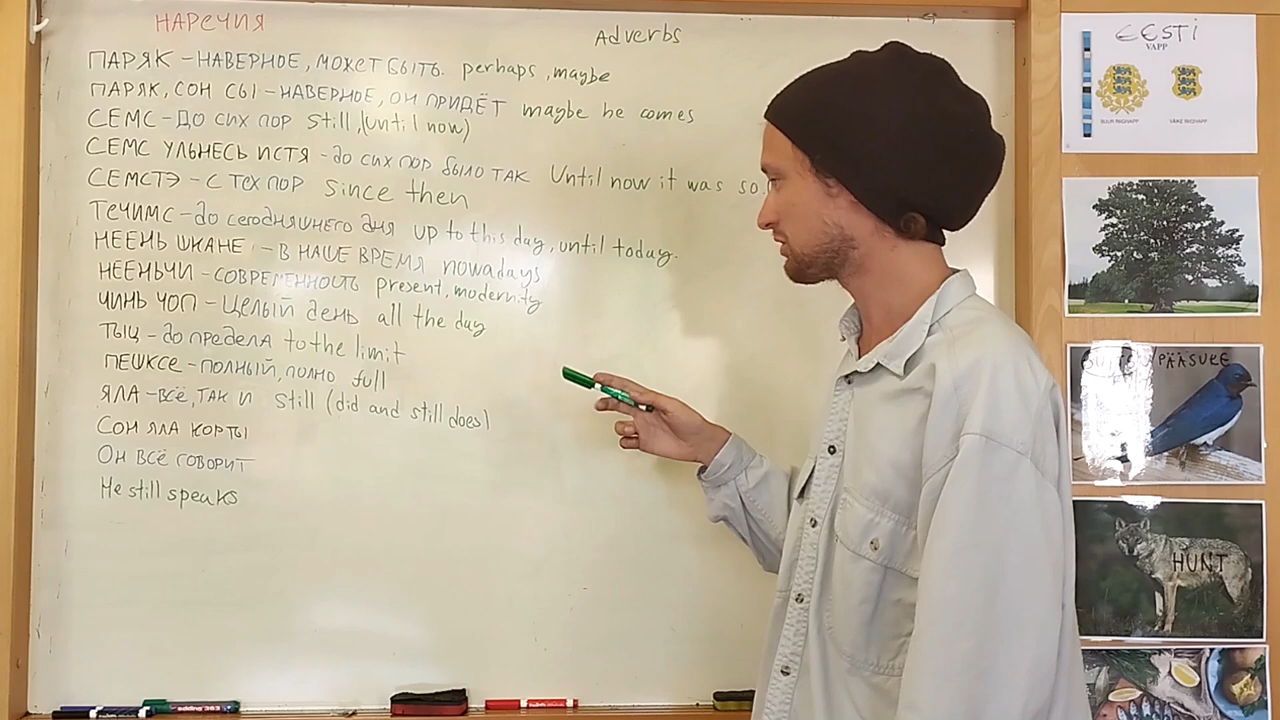 НАРЕЧИЯ
Adverbs
ПАРЯК – НАВЕРНОЕ, МОЖЕТ БЫТЬ. perhaps, maybe
ПАРЯК, СОН СЫ – НАВЕРНОЕ, ОН ПРИДЁТ maybe he comes
СЕМС – ДО СИХ ПОР still, (until now)
СЕМС УЛЬНЕСЬ ИСТЯ – до сих пор было так Until now it was so.
СЕМСТЭ – С ТЕХ ПОР since then
ТЕЧИМС – до сегодняшнего дня up to this day, until today.
НЕЕНЬ ШКАНЕ – В НАШЕ ВРЕМЯ nowadays
НЕЕНЬЧИ – СОВРЕМЕННОСТЬ present, modernity
ЧИНЬ ЧОП – Целый день all the day
ТЫЦ – до предела to the limit
ПЕШКСЕ – полный, полно full
ЯЛА – ВСЁ, ТАК И still (did and still does)
СОН ЯЛА КОРТЫ
ОН ВСЁ ГОВОРИТ
He still speaks
EESTI
VAPP
SUUR RIIGIVAPP
VÄIKE RIIGIVAPP
PÄÄSUKE
HUNT
edding 363